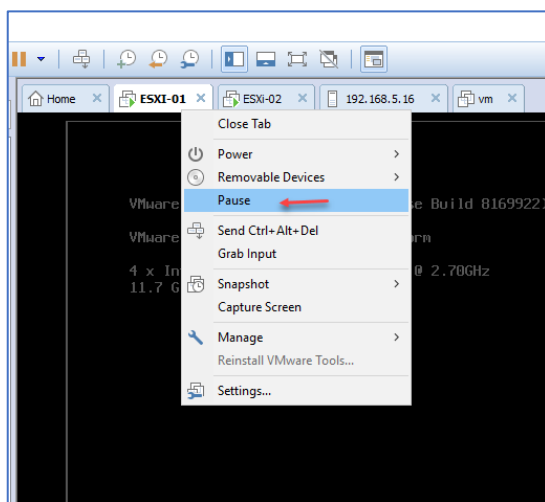 Home
ESXI-01
ESXi-02
192.168.5.16
vm
Close Tab
Power
Removable Devices
Pause
VMware
se Build 8169922)
Send Ctrl+Alt+Del
VMware
orm
Grab Input
4 x In
@ 2.70GHz
11.7 G
Snapshot
Capture Screen
Manage
Reinstall VMware Tools...
Settings...